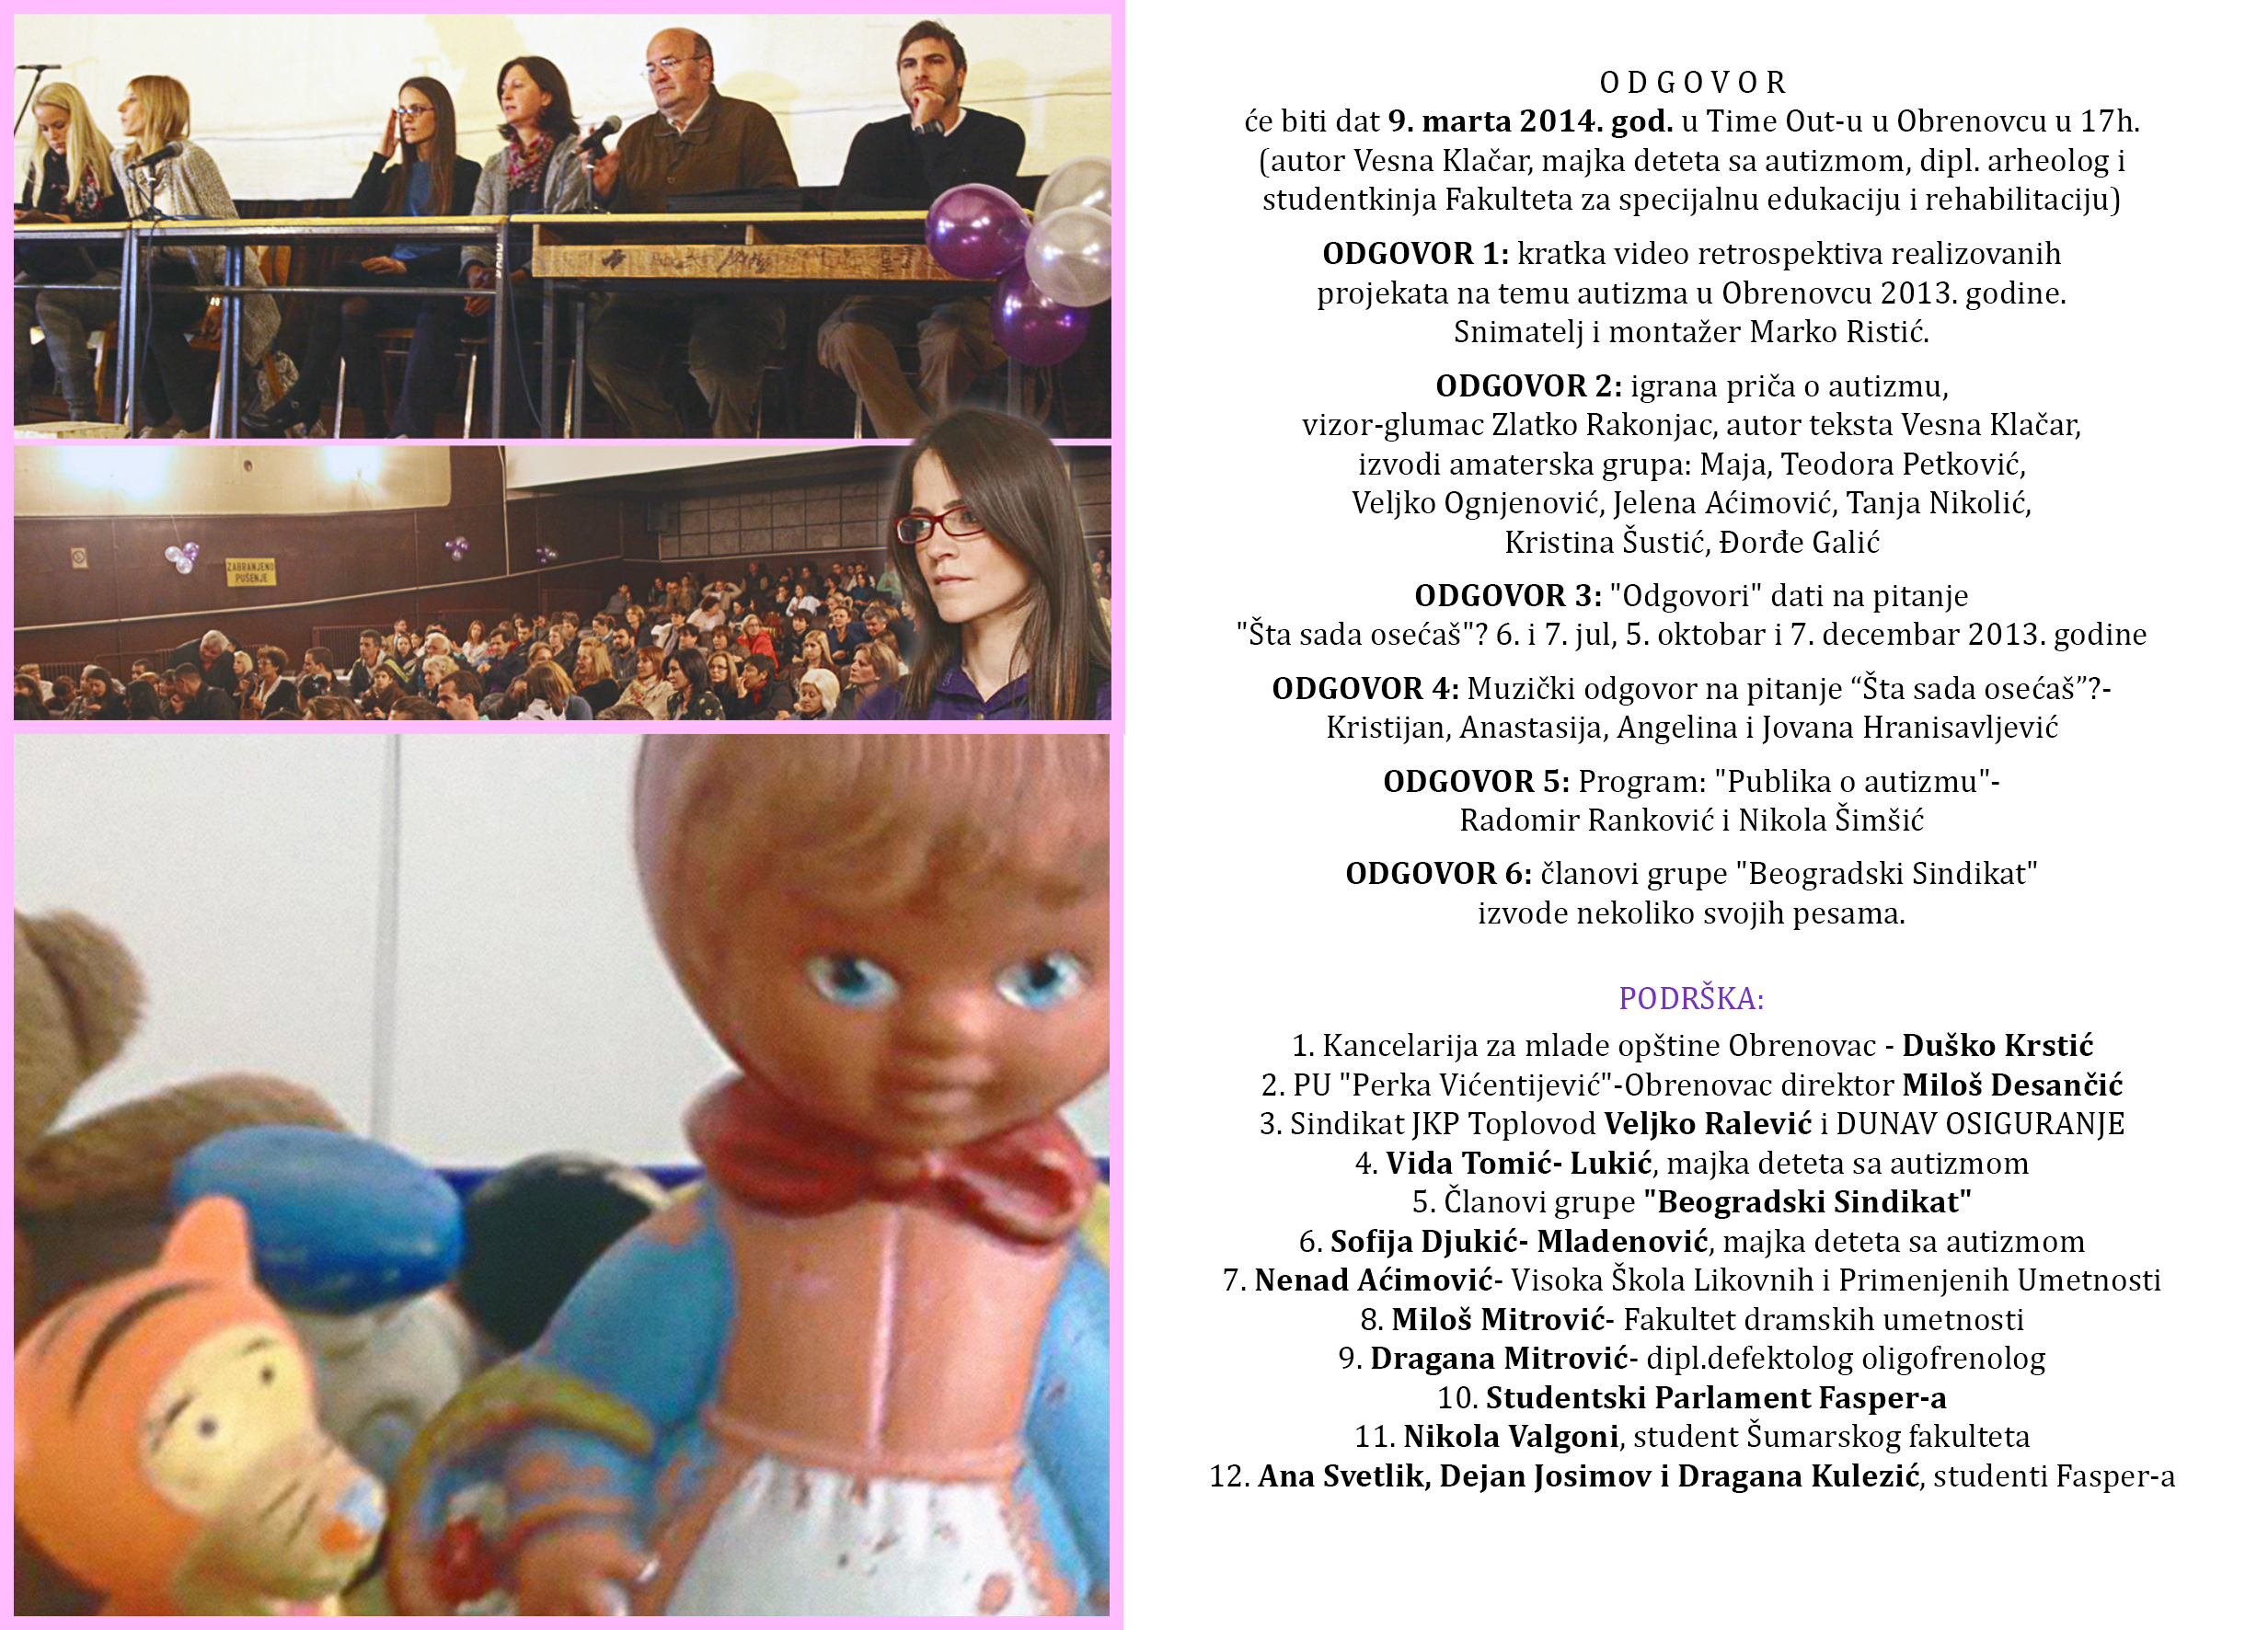 ZABRANJENO
PUŠENJE
O D G O V O R
će biti dat 9. marta 2014. god. u Time Out-u u Obrenovcu u 17h.
(autor Vesna Klačar, majka deteta sa autizmom, dipl. arheolog i
studentkinja Fakulteta za specijalnu edukaciju i rehabilitaciju)
ODGOVOR 1: kratka video retrospektiva realizovanih
projekata na temu autizma u Obrenovcu 2013. godine.
Snimatelj i montažer Marko Ristić.
ODGOVOR 2: igrana priča o autizmu,
vizor-glumac Zlatko Rakonjac, autor teksta Vesna Klačar,
izvodi amaterska grupa: Maja, Teodora Petković,
Veljko Ognjenović, Jelena Aćimović, Tanja Nikolić,
Kristina Šustić, Đorđe Galić
ODGOVOR 3: "Odgovori" dati na pitanje
"Šta sada osećaš"? 6. i 7. jul, 5. oktobar i 7. decembar 2013. godine
ODGOVOR 4: Muzički odgovor na pitanje “Šta sada osećaš”?-
Kristijan, Anastasija, Angelina i Jovana Hranisavljević
ODGOVOR 5: Program: "Publika o autizmu"-
Radomir Ranković i Nikola Šimšić
ODGOVOR 6: članovi grupe "Beogradski Sindikat"
izvode nekoliko svojih pesama.
PODRŠKA:
1. Kancelarija za mlade opštine Obrenovac - Duško Krstić
2. PU "Perka Vićentijević"-Obrenovac direktor Miloš Desančić
3. Sindikat JKP Toplovod Veljko Ralević i DUNAV OSIGURANJE
4. Vida Tomić- Lukić, majka deteta sa autizmom
5. Članovi grupe "Beogradski Sindikat"
6. Sofija Djukić- Mladenović, majka deteta sa autizmom
7. Nenad Aćimović- Visoka Škola Likovnih i Primenjenih Umetnosti
8. Miloš Mitrović- Fakultet dramskih umetnosti
9. Dragana Mitrović- dipl.defektolog oligofrenolog
10. Studentski Parlament Fasper-a
11. Nikola Valgoni, student Šumarskog fakulteta
12. Ana Svetlik, Dejan Josimov i Dragana Kulezić, studenti Fasper-a